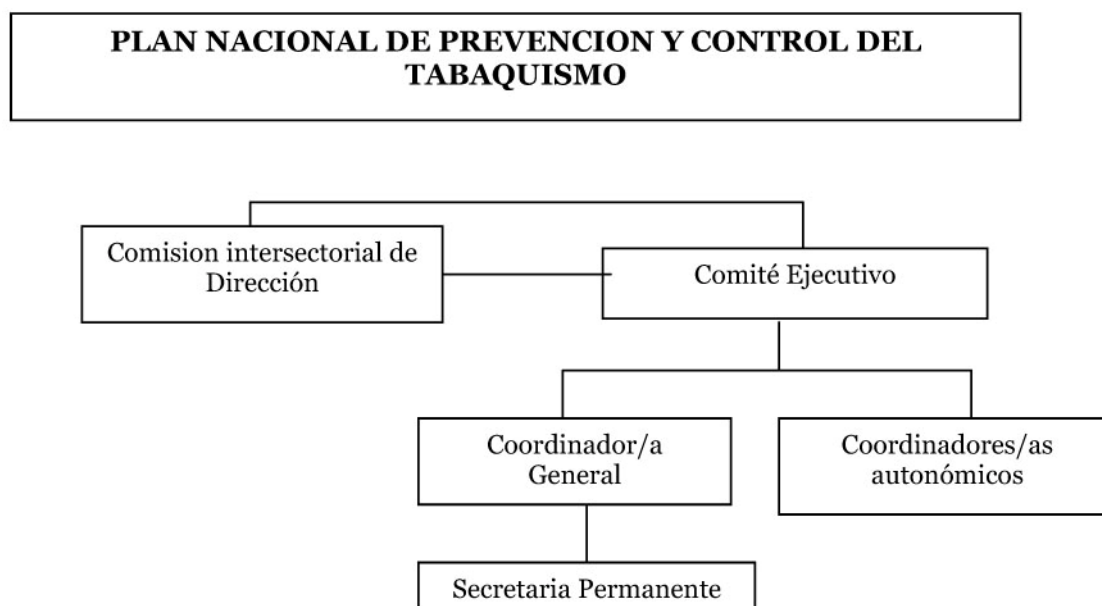 PLAN NACIONAL DE PREVENCION Y CONTROL DEL
TABAQUISMO
Comision intersectorial de
Dirección
Comité Ejecutivo
Coordinador/a
General
Coordinadores/as
autonómicos
Secretaria Permanente